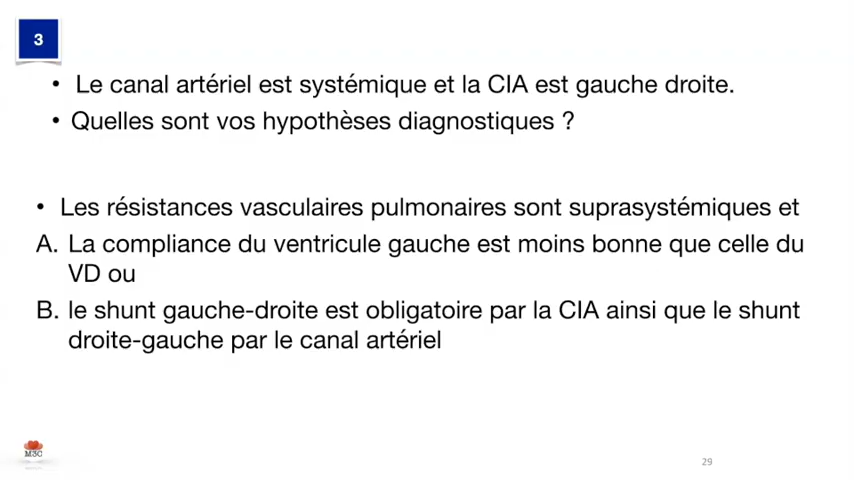 3
• Le canal artériel est systémique et la CIA est gauche droite.
• Quelles sont vos hypothèses diagnostiques ?
• Les résistances vasculaires pulmonaires sont suprasystémiques et
A. La compliance du ventricule gauche est moins bonne que celle du
VD ou
B. le shunt gauche-droite est obligatoire par la CIA ainsi que le shunt
droite-gauche par le canal artériel
M3C
29